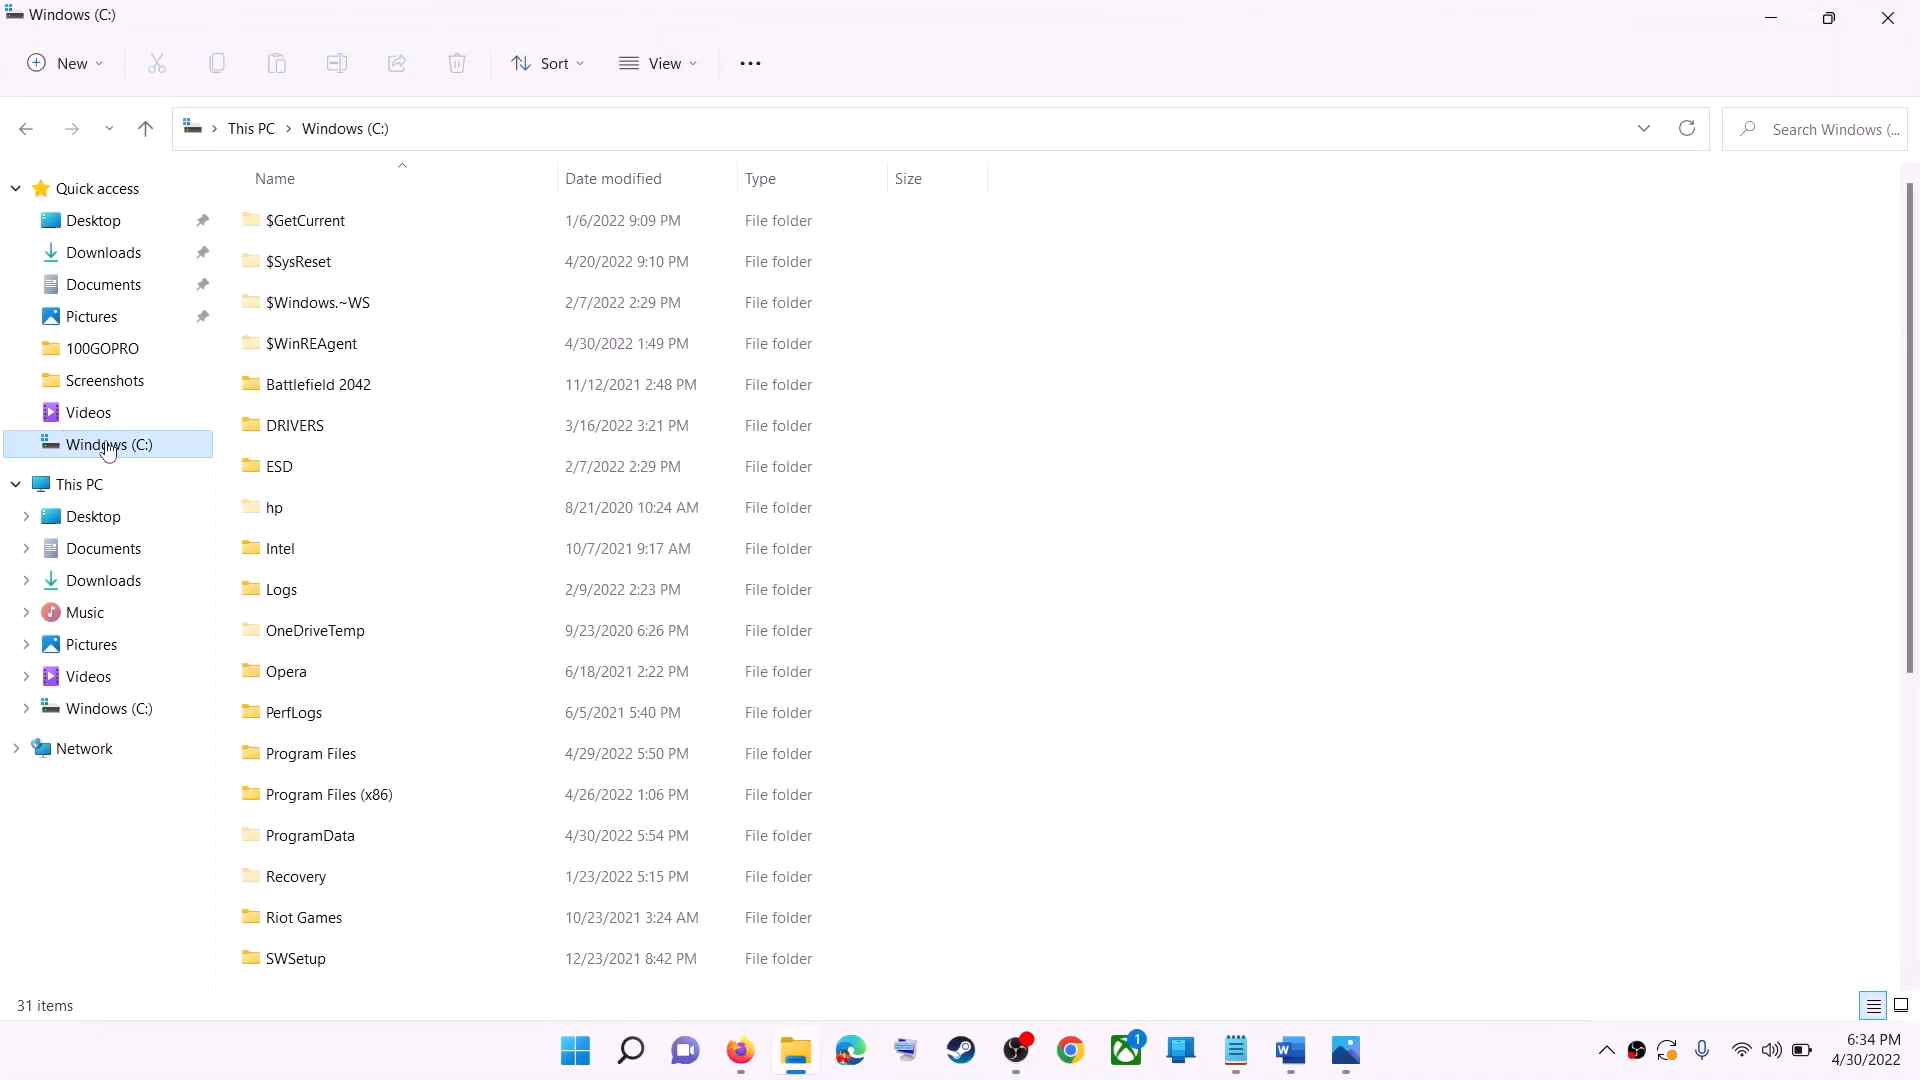 Windows (C:)
New
Sort
View
This PC > Windows (C:)
Search Windows (...
Quick access
Desktop
Downloads
Documents
Pictures
100GOPRO
Screenshots
Videos
Windows (C:)
This PC
Desktop
Documents
Downloads
Music
Pictures
Videos
Windows (C:)
Network
Name Date modified Type Size
$GetCurrent 1/6/2022 9:09 PM File folder
$SysReset 4/20/2022 9:10 PM File folder
$Windows.~WS 2/7/2022 2:29 PM File folder
$WinREAgent 4/30/2022 1:49 PM File folder
Battlefield 2042 11/12/2021 2:48 PM File folder
DRIVERS 3/16/2022 3:21 PM File folder
ESD 2/7/2022 2:29 PM File folder
hp 8/21/2020 10:24 AM File folder
Intel 10/7/2021 9:17 AM File folder
Logs 2/9/2022 2:23 PM File folder
OneDriveTemp 9/23/2020 6:26 PM File folder
Opera 6/18/2021 2:22 PM File folder
PerfLogs 6/5/2021 5:40 PM File folder
Program Files 4/29/2022 5:50 PM File folder
Program Files (x86) 4/26/2022 1:06 PM File folder
ProgramData 4/30/2022 5:54 PM File folder
Recovery 1/23/2022 5:15 PM File folder
Riot Games 10/23/2021 3:24 AM File folder
SWSetup 12/23/2021 8:42 PM File folder
31 items
1
W
6:34 PM
4/30/2022